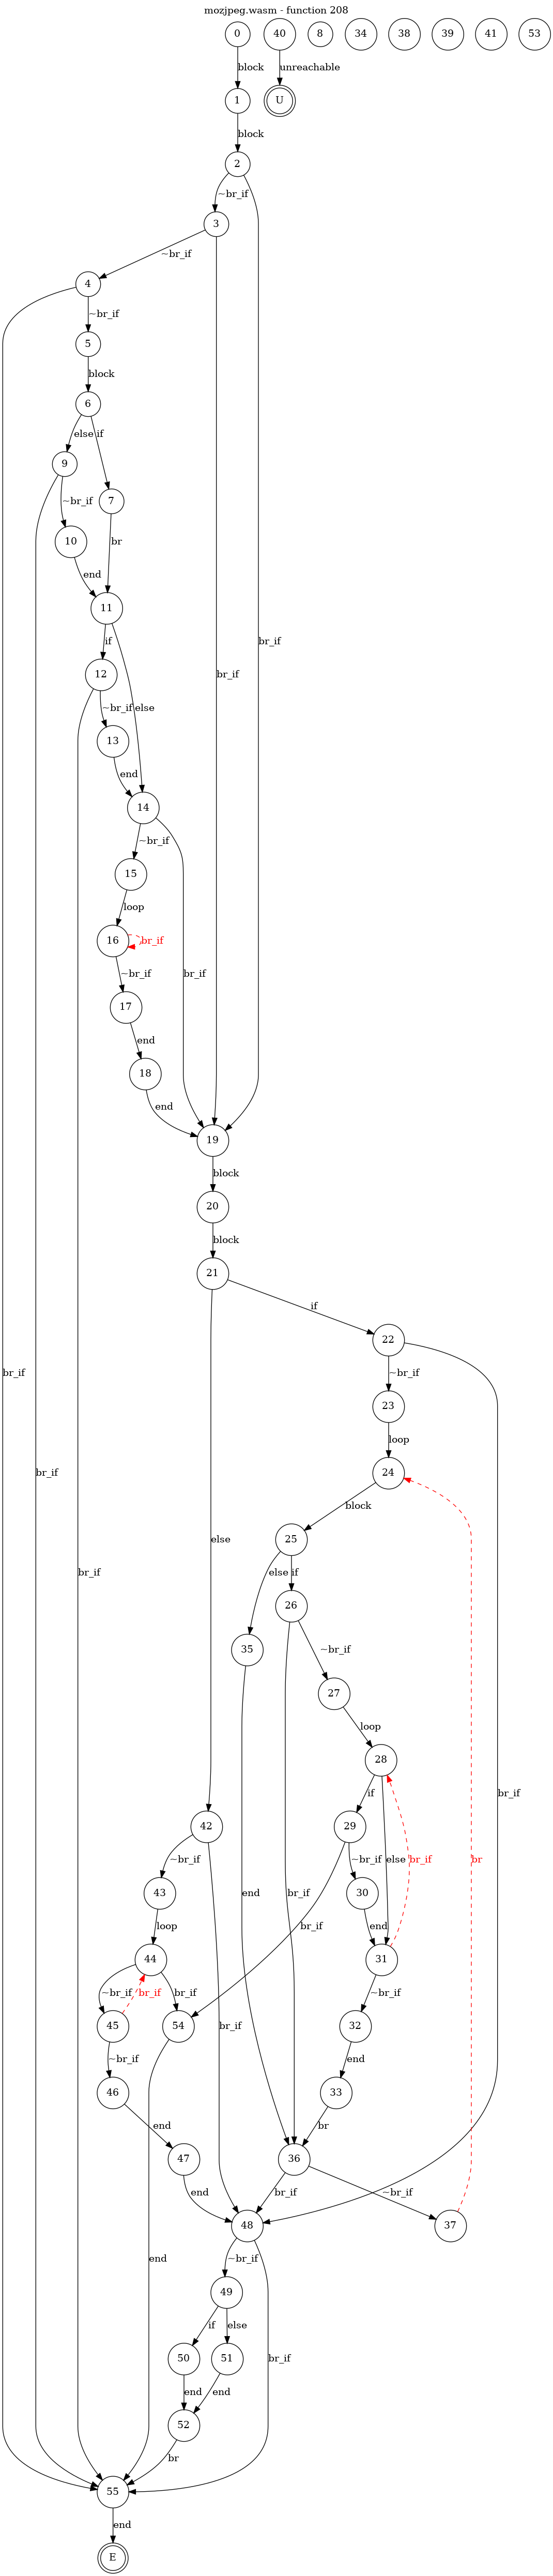 mozjpeg.wasm - function 208
0 40 8 34 38 39 41 53
block unreachable
1 U
block
2
~br_if
3
~br_if
4
~br_if
5
block
6
else if
9
~br_if 7
10 br
end
11 br_if br_if
if
12
~br_if else
13
end
14
~br_if
15
loop
16 br_if
~br_if br_if
17
end
18
end
19
block
20
block
21
if
22
br_if ~br_if
23
loop
br_if 24
block
else 25
br_if else if
26
35 ~br_if
27
loop
28
if
br_if
42 29
~br_if ~br_if else br_if br
43 end br_if 30
loop end
br_if
44 31
~br_if br_if br_if ~br_if
45 54 br_if 32
~br_if end
46 33
end br
47 36
end br_if ~br_if
48 37
end ~br_if
49
if else
50 51 br_if
end end
52
br
55
end
E